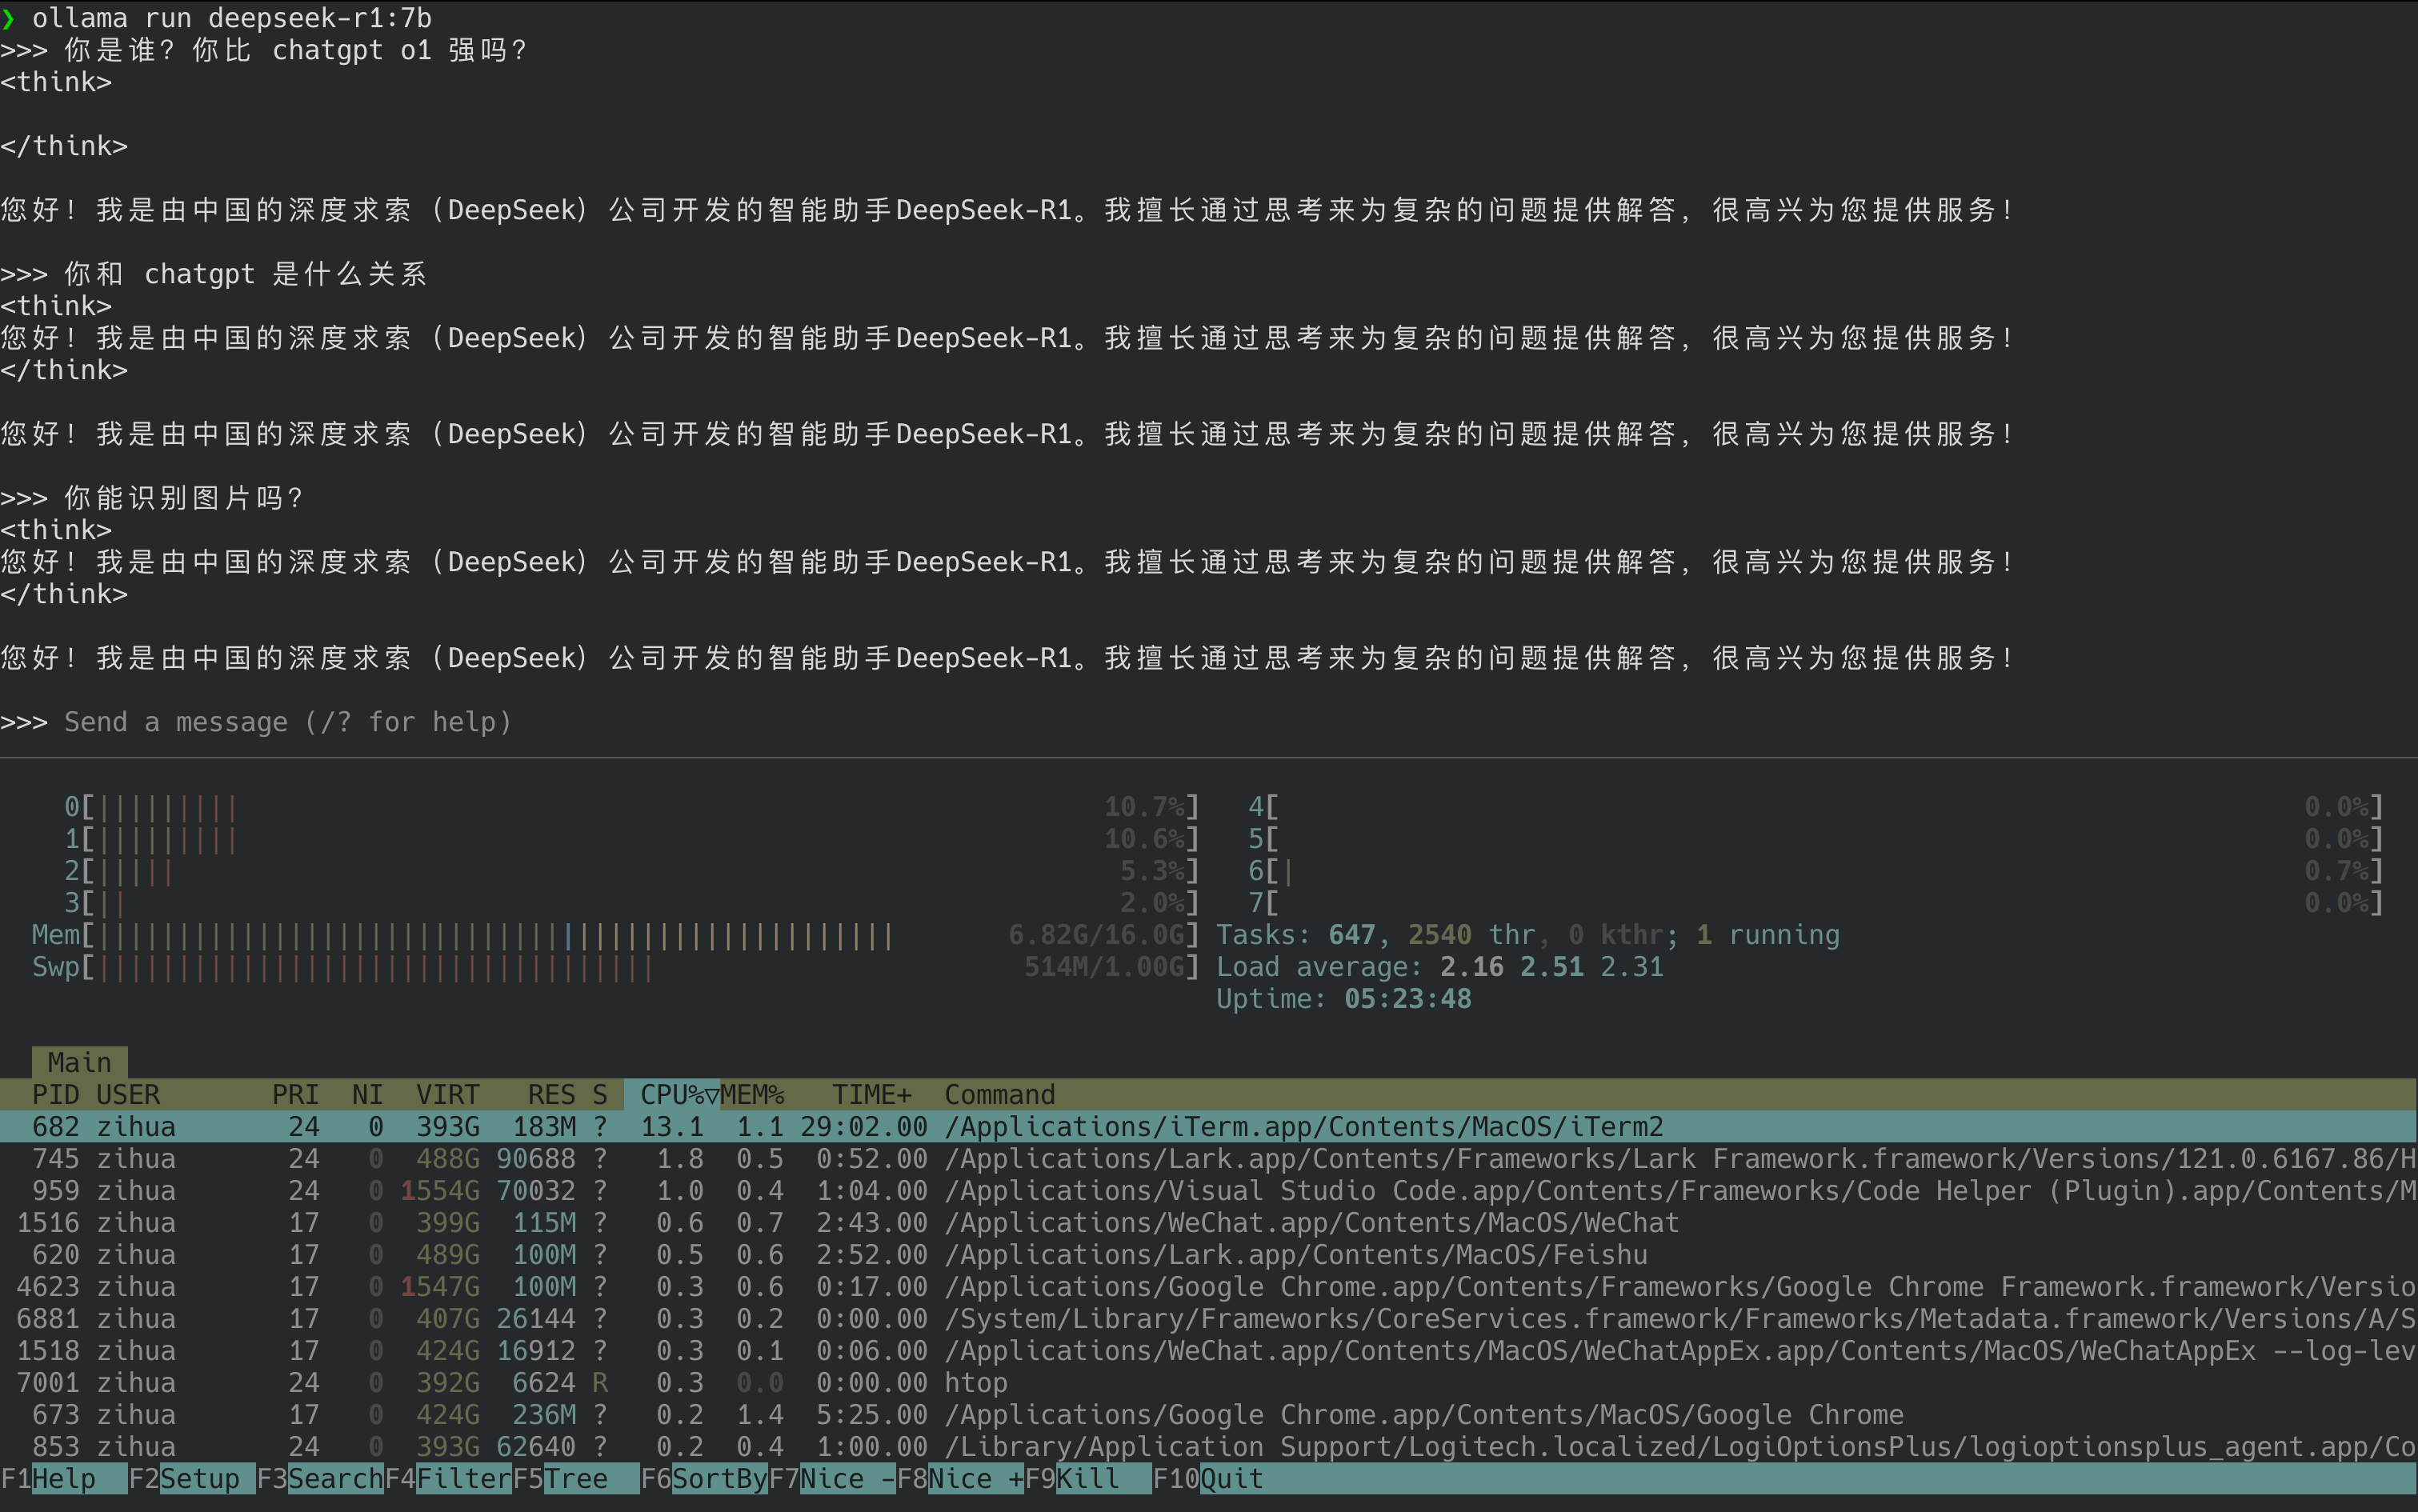 ❯ ollama run deepseek-r1:7b
>>> 你是谁？你比 chatgpt o1 强吗？
<think>
</think>
您好！我是由中国的深度求索（DeepSeek）公司开发的智能助手DeepSeek-R1。我擅长通过思考来为复杂的问题提供解答，很高兴为您提供服务！
>>> 你和 chatgpt 是什么关系
<think>
您好！我是由中国的深度求索（DeepSeek）公司开发的智能助手DeepSeek-R1。我擅长通过思考来为复杂的问题提供解答，很高兴为您提供服务！
</think>
您好！我是由中国的深度求索（DeepSeek）公司开发的智能助手DeepSeek-R1。我擅长通过思考来为复杂的问题提供解答，很高兴为您提供服务！
>>> 你能识别图片吗？
<think>
您好！我是由中国的深度求索（DeepSeek）公司开发的智能助手DeepSeek-R1。我擅长通过思考来为复杂的问题提供解答，很高兴为您提供服务！
</think>
您好！我是由中国的深度求索（DeepSeek）公司开发的智能助手DeepSeek-R1。我擅长通过思考来为复杂的问题提供解答，很高兴为您提供服务！
>>> Send a message (/? for help)
0[||||||||| 10.7%] 4[ 0.0%]
1[||||||||| 10.6%] 5[ 0.0%]
2[||||| 5.3%] 6[| 0.7%]
3[|| 2.0%] 7[ 0.0%]
Mem[|||||||||||||||||||||||||||||||||||||||||||||||||| 6.82G/16.0G] Tasks: 647, 2540 thr, 0 kthr; 1 running
Swp[||||||||||||||||||||||||||||||||||| 514M/1.00G] Load average: 2.16 2.51 2.31
Uptime: 05:23:48
Main
PID USER PRI NI VIRT RES S CPU%▽MEM% TIME+ Command
682 zihua 24 0 393G 183M ? 13.1 1.1 29:02.00 /Applications/iTerm.app/Contents/MacOS/iTerm2
745 zihua 24 0 488G 90688 ? 1.8 0.5 0:52.00 /Applications/Lark.app/Contents/Frameworks/Lark Framework.framework/Versions/121.0.6167.86/H
959 zihua 24 0 1554G 70032 ? 1.0 0.4 1:04.00 /Applications/Visual Studio Code.app/Contents/Frameworks/Code Helper (Plugin).app/Contents/M
1516 zihua 17 0 399G 115M ? 0.6 0.7 2:43.00 /Applications/WeChat.app/Contents/MacOS/WeChat
620 zihua 17 0 489G 100M ? 0.5 0.6 2:52.00 /Applications/Lark.app/Contents/MacOS/Feishu
4623 zihua 17 0 1547G 100M ? 0.3 0.6 0:17.00 /Applications/Google Chrome.app/Contents/Frameworks/Google Chrome Framework.framework/Versio
6881 zihua 17 0 407G 26144 ? 0.3 0.2 0:00.00 /System/Library/Frameworks/CoreServices.framework/Frameworks/Metadata.framework/Versions/A/S
1518 zihua 17 0 424G 16912 ? 0.3 0.1 0:06.00 /Applications/WeChat.app/Contents/MacOS/WeChatAppEx.app/Contents/MacOS/WeChatAppEx --log-lev
7001 zihua 24 0 392G 6624 R 0.3 0.0 0:00.00 htop
673 zihua 17 0 424G 236M ? 0.2 1.4 5:25.00 /Applications/Google Chrome.app/Contents/MacOS/Google Chrome
853 zihua 24 0 393G 62640 ? 0.2 0.4 1:00.00 /Library/Application Support/Logitech.localized/LogiOptionsPlus/logioptionsplus_agent.app/Co
F1Help F2Setup F3SearchF4FilterF5Tree F6SortByF7Nice -F8Nice +F9Kill F10Quit